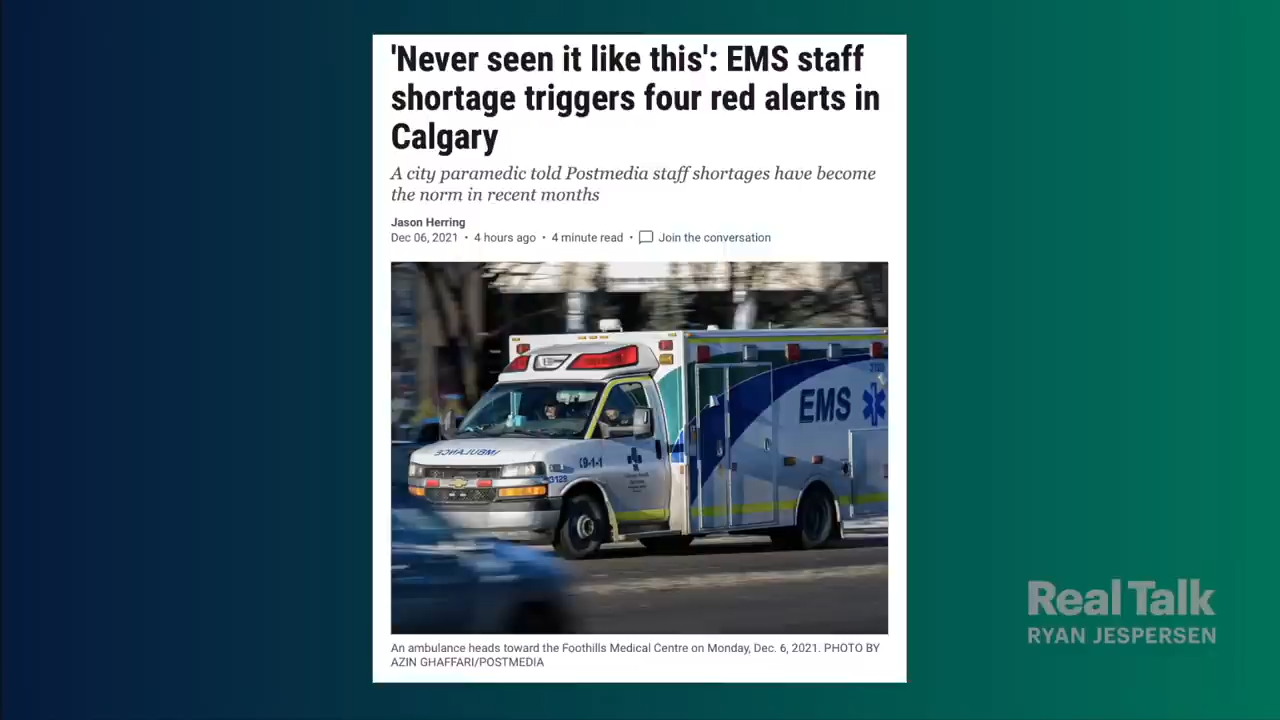 'Never seen it like this': EMS staff
shortage triggers four red alerts in
Calgary
A city paramedic told Postmedia staff shortages have become
the norm in recent months
Jason Herring
Dec 06, 2021 • 4 hours ago • 4 minute read • Join the conversation
EMS
AMBULANCE
9-1-1
3129
An ambulance heads toward the Foothills Medical Centre on Monday, Dec. 6, 2021. PHOTO BY
AZIN GHAFFARI/POSTMEDIA
Real Talk
RYAN JESPERSEN